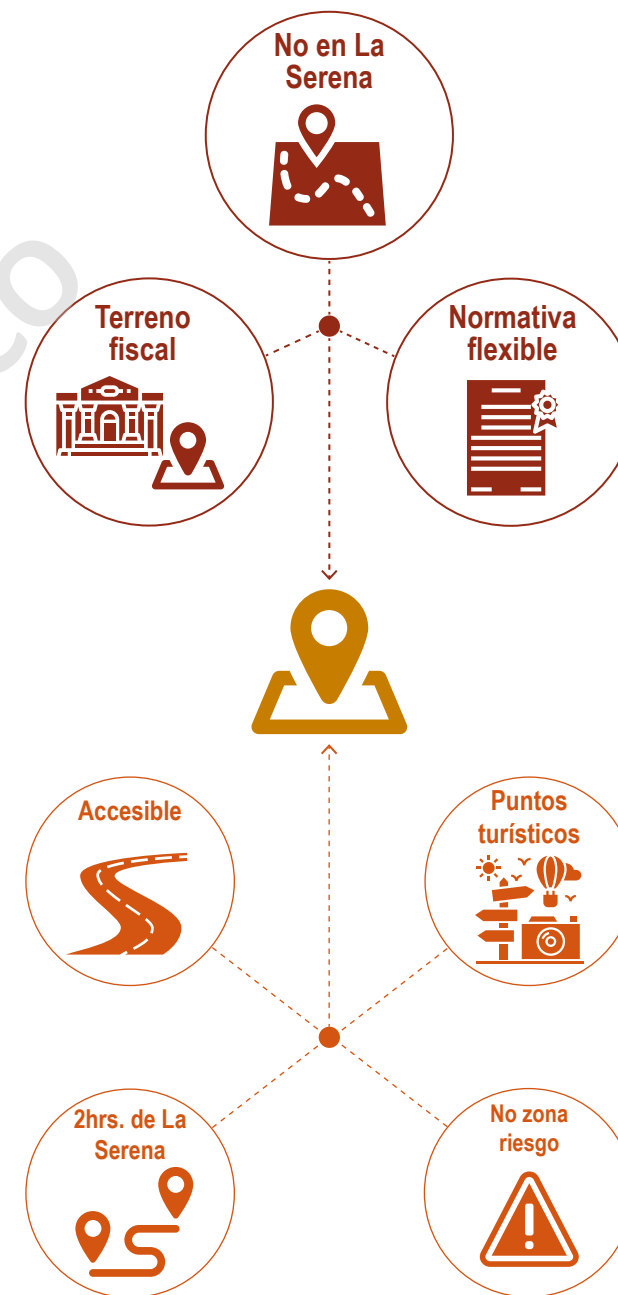 No en La
Serena
Terreno
fiscal
Normativa
flexible
Accesible
Puntos
turísticos
2hrs. de La
Serena
No zona
riesgo